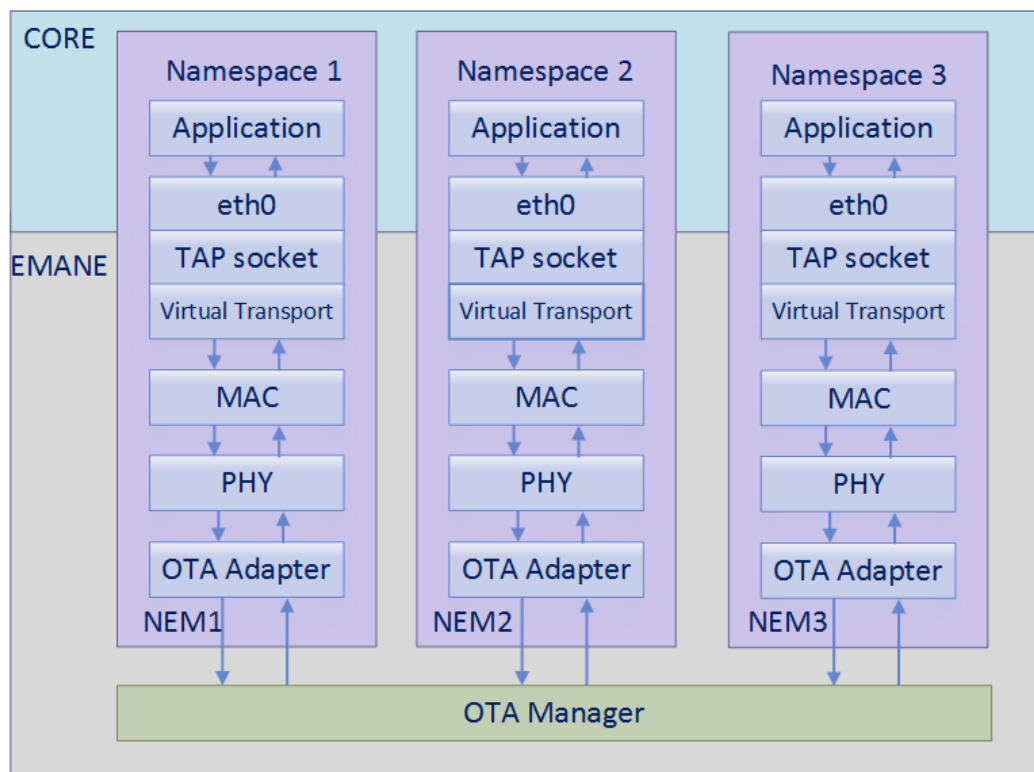 CORE
Namespace 1
Application
eth0
TAP socket
Virtual Transport
MAC
PHY
OTA Adapter
NEM1
Namespace 2
Application
eth0
TAP socket
Virtual Transport
MAC
PHY
OTA Adapter
NEM2
Namespace 3
Application
eth0
TAP socket
Virtual Transport
MAC
PHY
OTA Adapter
NEM3
EMANE
OTA Manager